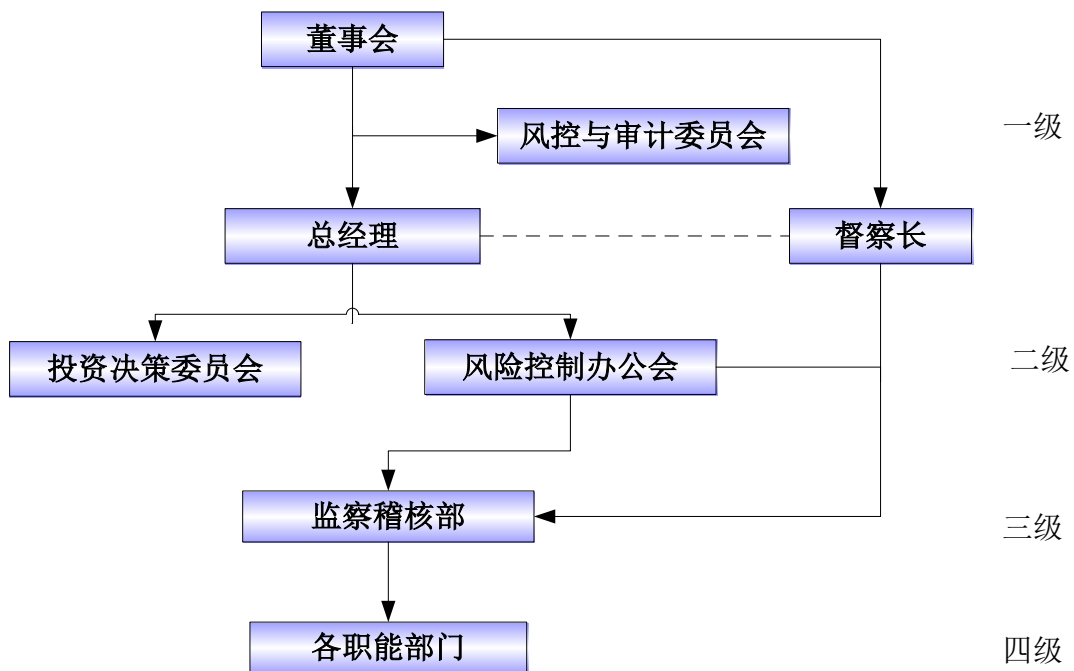 董事会
风控与审计委员会
一级
总经理
督察长
投资决策委员会
风险控制办公会
二级
监察稽核部
三级
各职能部门
四级